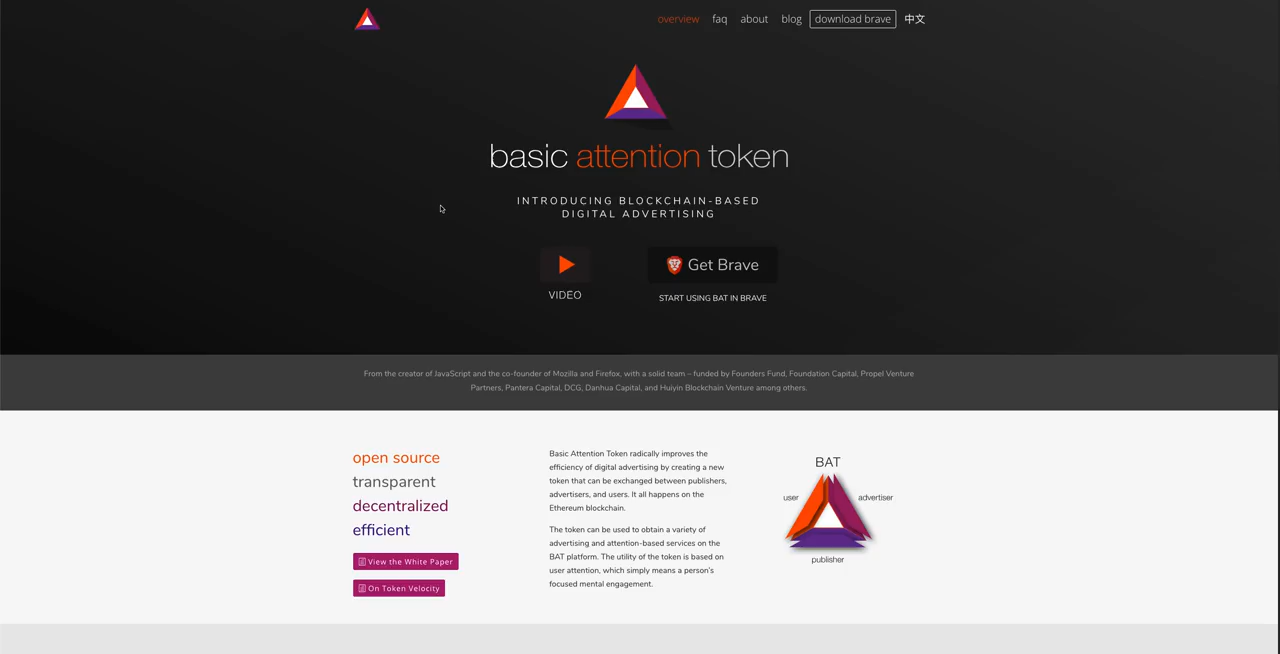 overview faq about blog download brave 中文
basic attention token
INTRODUCING BLOCKCHAIN-BASED
DIGITAL ADVERTISING
Get Brave
VIDEO
START USING BAT IN BRAVE
From the creator of JavaScript and the co-founder of Mozilla and Firefox, with a solid team – funded by Founders Fund, Foundation Capital, Propel Venture
Partners, Pantera Capital, DCG, Danhua Capital, and Huiyin Blockchain Venture among others.
open source
transparent
decentralized
efficient
View the White Paper
On Token Velocity
Basic Attention Token radically improves the
efficiency of digital advertising by creating a new
token that can be exchanged between publishers,
advertisers, and users. It all happens on the
Ethereum blockchain.
The token can be used to obtain a variety of
advertising and attention-based services on the
BAT platform. The utility of the token is based on
user attention, which simply means a person's
focused mental engagement.
BAT
user
advertiser
publisher